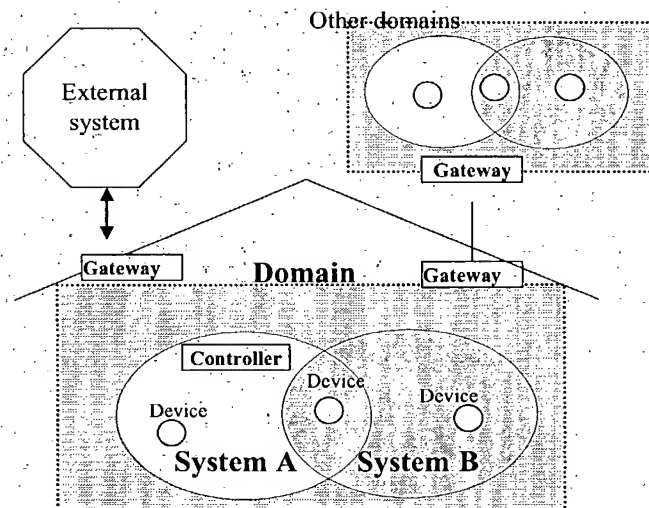 Other domains
External
system
Gateway
Gateway
Domain
Gateway
Controller
Device
Device
Device
System A
System B